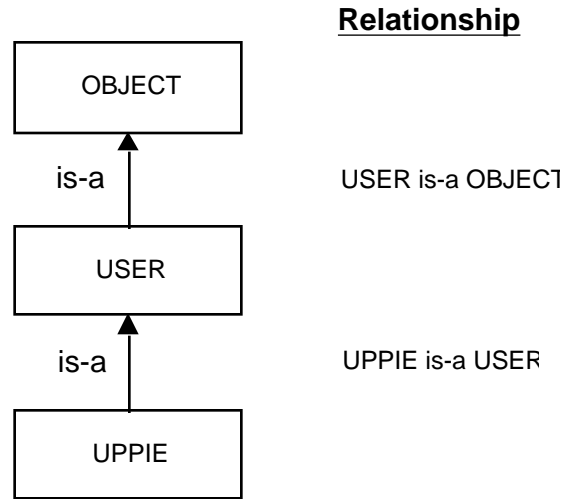 Relationship
OBJECT
is-a
USER is-a OBJECT
USER
is-a
UPPIE is-a USER
UPPIE